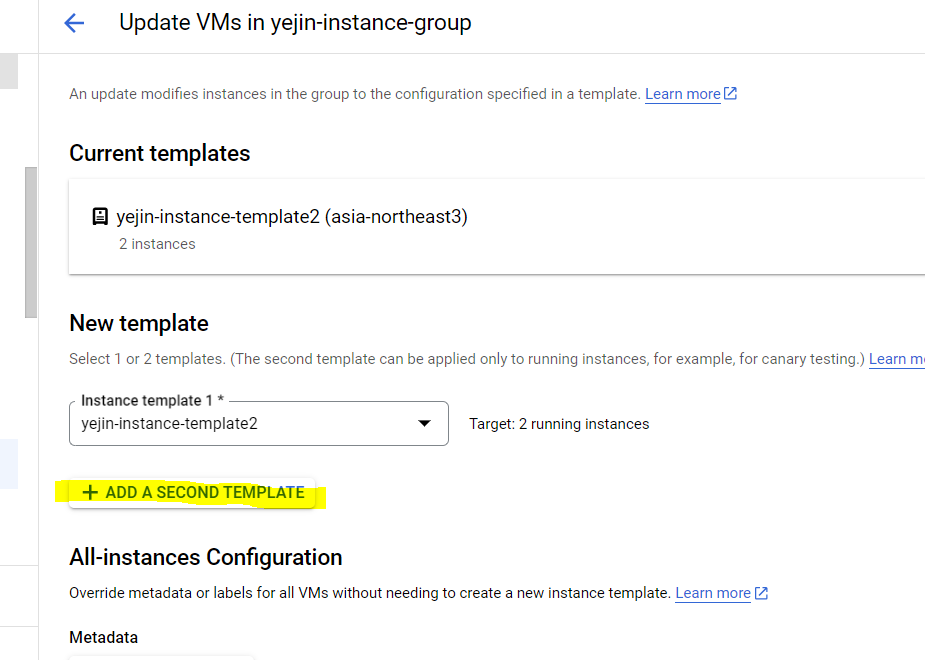 Update VMs in yejin-instance-group
An update modifies instances in the group to the configuration specified in a template. Learn more
Current templates
yejin-instance-template2 (asia-northeast3)
2 instances
New template
Select 1 or 2 templates. (The second template can be applied only to running instances, for example, for canary testing.) Learn m
Instance template 1 *
yejin-instance-template2
Target: 2 running instances
+ ADD A SECOND TEMPLATE
All-instances Configuration
Override metadata or labels for all VMs without needing to create a new instance template. Learn more
Metadata